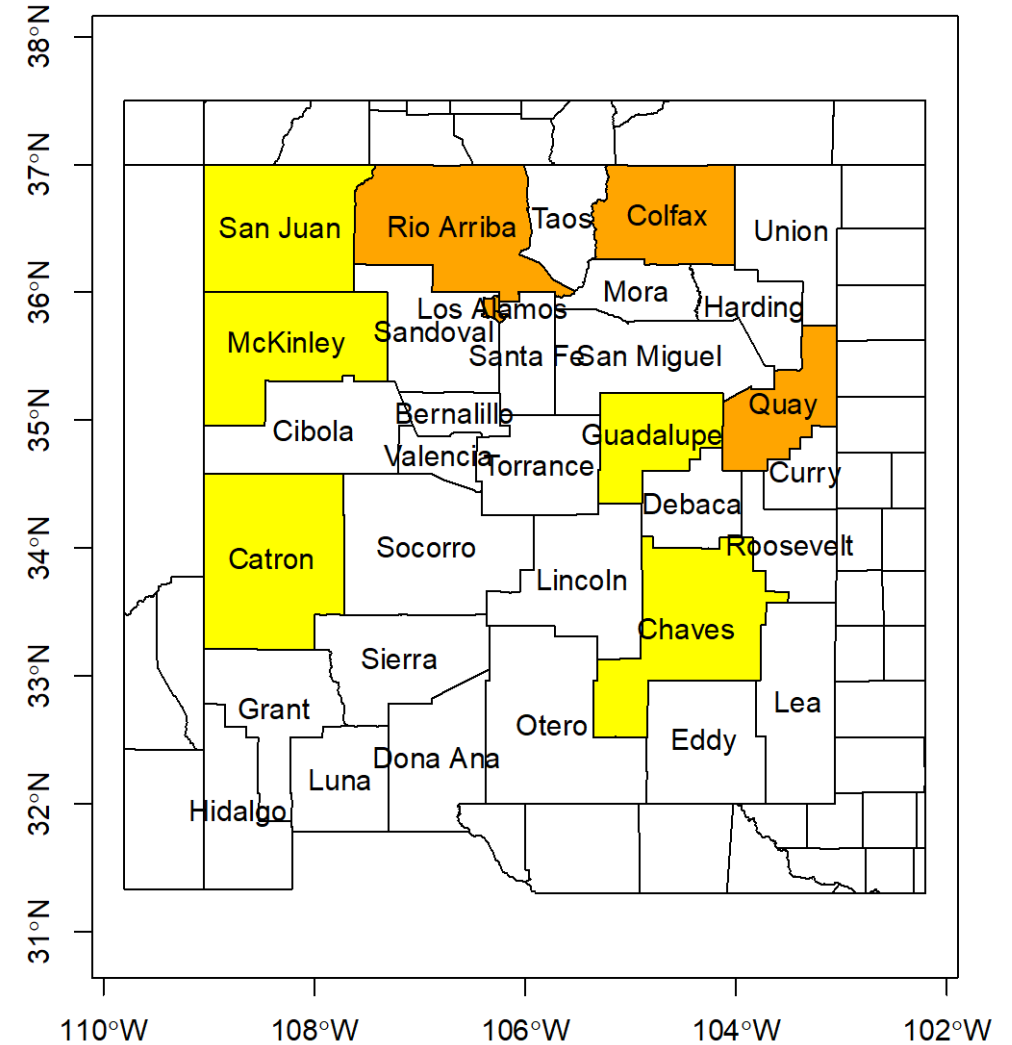 38°N
37°N
36°N
35°N
34°N
33°N
32°N
31°N
San Juan
Rio Arriba
Taos
Colfax
Union
Los Alamos
Mora
Harding
McKinley
Sandoval
Santa Fe
San Miguel
Quay
Cibola
Bernalillo
Guadalupe
Valencia
Torrance
Curry
Debaca
Catron
Socorro
Roosevelt
Lincoln
Chaves
Sierra
Grant
Lea
Otero
Eddy
Dona Ana
Luna
Hidalgo
110°W
108°W
106°W
104°W
102°W